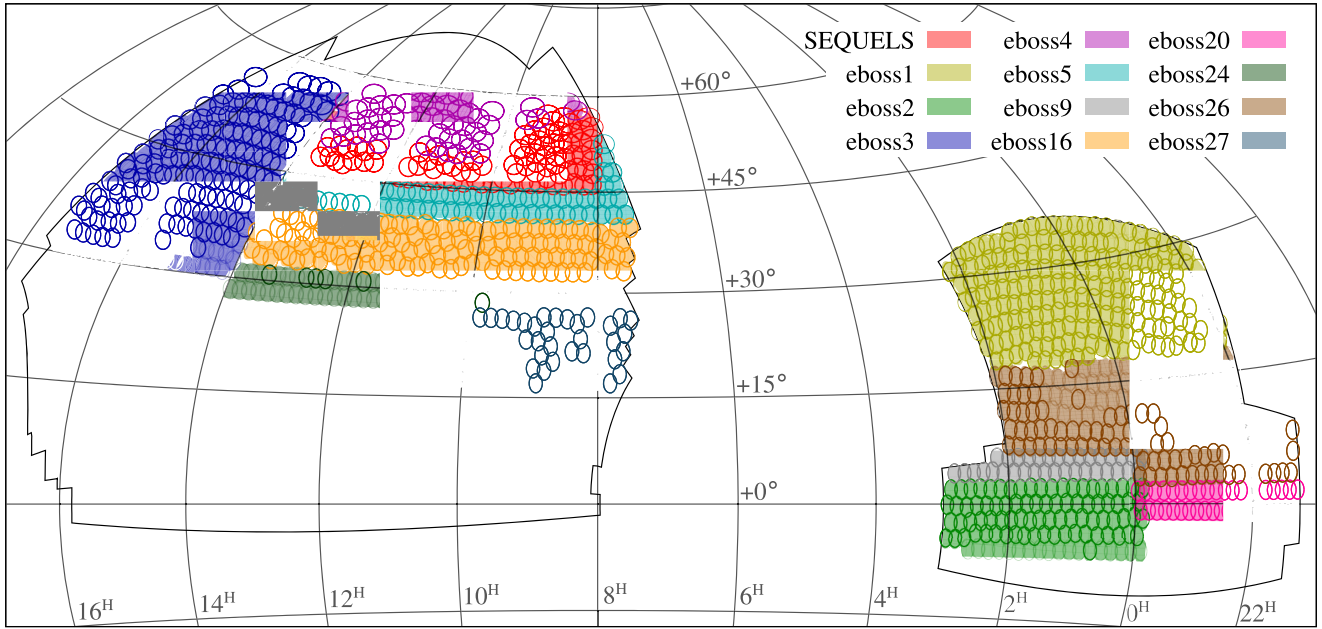 SEQUELS eboss4 eboss20
eboss1 eboss5 eboss24
eboss2 eboss9 eboss26
eboss3 eboss16 eboss27
+60°
+45°
+30°
+15°
+0°
16H 14H 12H 10H 8H 6H 4H 2H 0H 22H